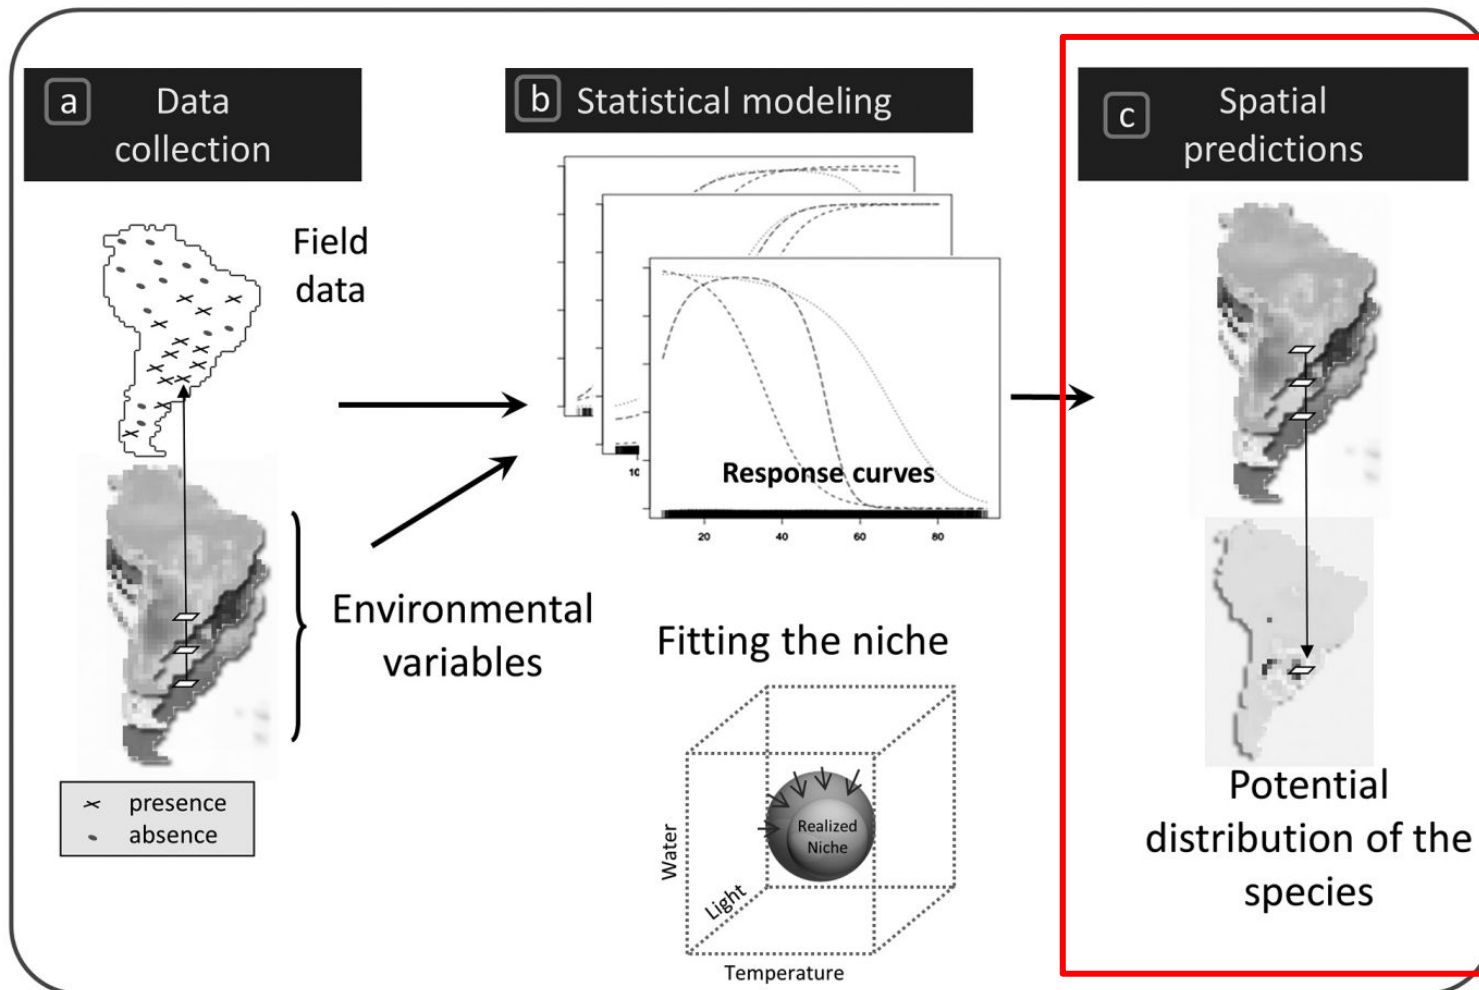 a
Data
collection
Field
data
Environmental
variables
presence
absence
b
Statistical modeling
10
Response curves
20
40
60
80
Fitting the niche
Realized
Niche
Water
Light
Temperature
c
Spatial
predictions
Potential
distribution of the
species